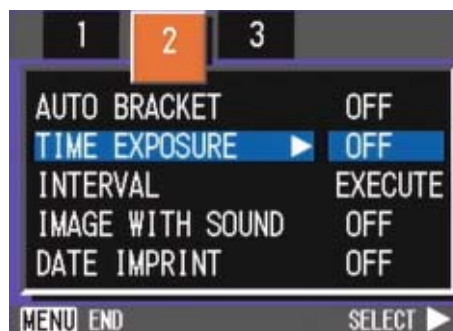 1 2 3
AUTO BRACKET OFF
TIME EXPOSURE ▶ OFF
INTERVAL EXECUTE
IMAGE WITH SOUND OFF
DATE IMPRINT OFF
MENU END SELECT ▶